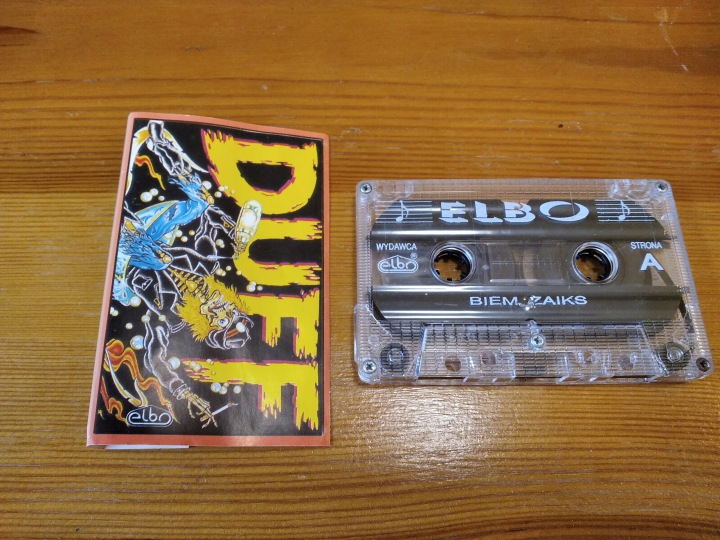 DUFF
elbo
ELBO
WYDAWCA
elbo
STRONA
A
BIEM, ZAIKS